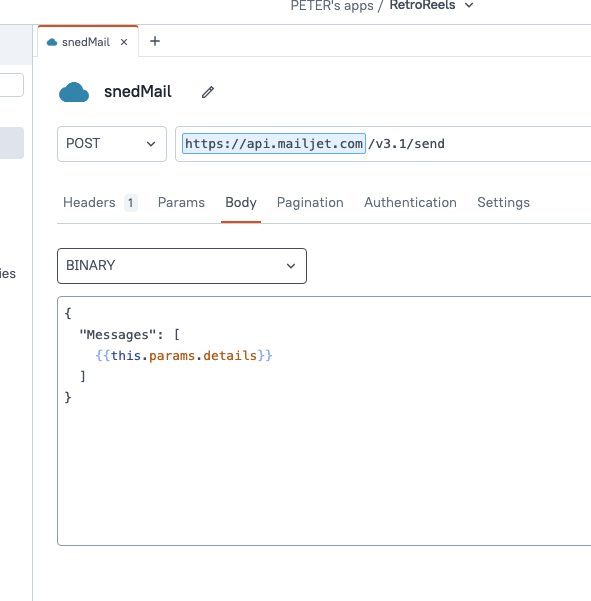 PETER's apps / RetroReels
snedMail × +
snedMail
POST https://api.mailjet.com/v3.1/send
Headers 1 Params Body Pagination Authentication Settings
ies
BINARY
{
"Messages": [
{{this.params.details}}
]
}